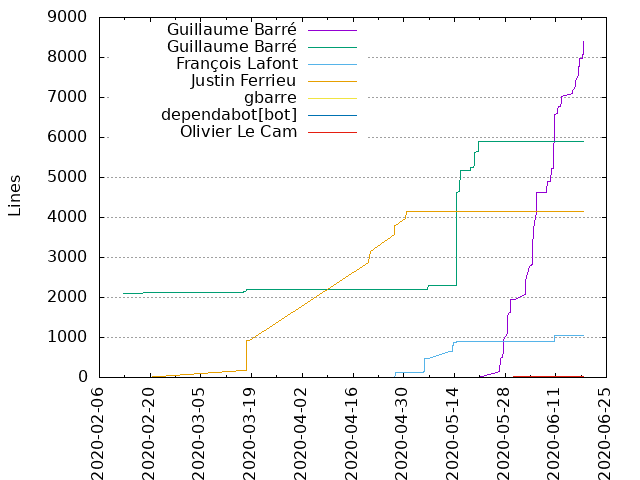 Guillaume Barré
Guillaume Barré
François Lafont
Justin Ferrieu
gbarre
dependabot[bot]
Olivier Le Cam
Lines
9000
8000
7000
6000
5000
4000
3000
2000
1000
0
2020-02-06
2020-02-20
2020-03-05
2020-03-19
2020-04-02
2020-04-16
2020-04-30
2020-05-14
2020-05-28
2020-06-11
2020-06-25